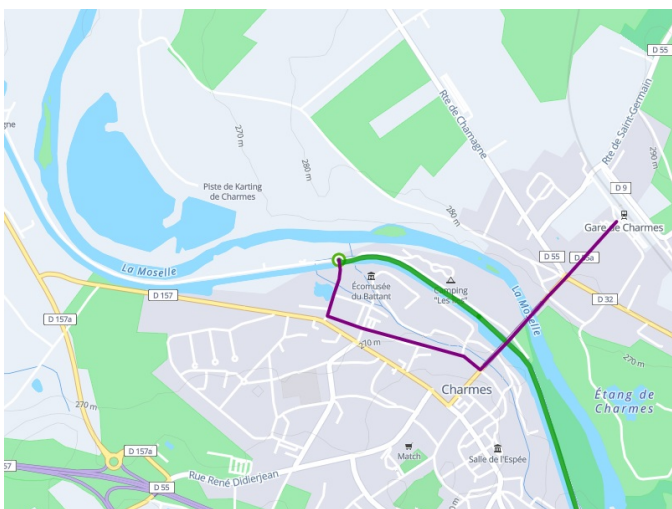 D 55
Rte de Chamagne
Rte de Saint-Germain
270 m
280 m
290 m
Piste de Karting
de Charmes
D 9
Gare de Charmes
280 m
La Moselle
Écomusée
du Battant
D 55
D 157
Camping
La Moselle
D 32
D 157a
210 m
270 m
Charmes
Étang de
Charmes
270 m
D 157a
Match
Salle de l'Espée
D 55
Rue René Didierjean